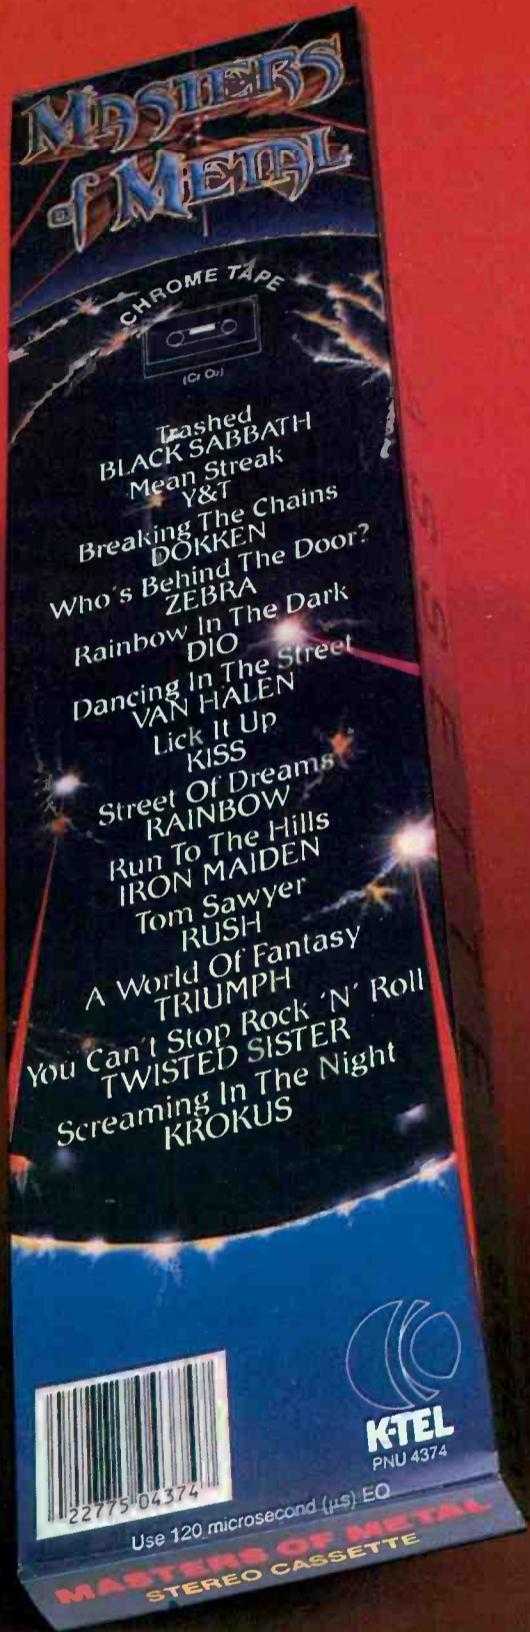 MASTERS
of METAL
CHROME TAPE
(Cr O2)
Trashed
BLACK SABBATH
Mean Streak
Y&T
Breaking The Chains
DOKKEN
Who's Behind The Door?
ZEBRA
Rainbow In The Dark
DIO
Dancing In The Street
VAN HALEN
Lick It Up
KISS
Street Of Dreams
RAINBOW
Run To The Hills
IRON MAIDEN
Tom Sawyer
RUSH
A World Of Fantasy
TRIUMPH
You Can't Stop Rock 'N' Roll
TWISTED SISTER
Screaming In The Night
KROKUS
K-TEL
PNU 4374
22775 04374
Use 120 microsecond (μs) EQ
MASTERS OF METAL
STEREO CASSETTE